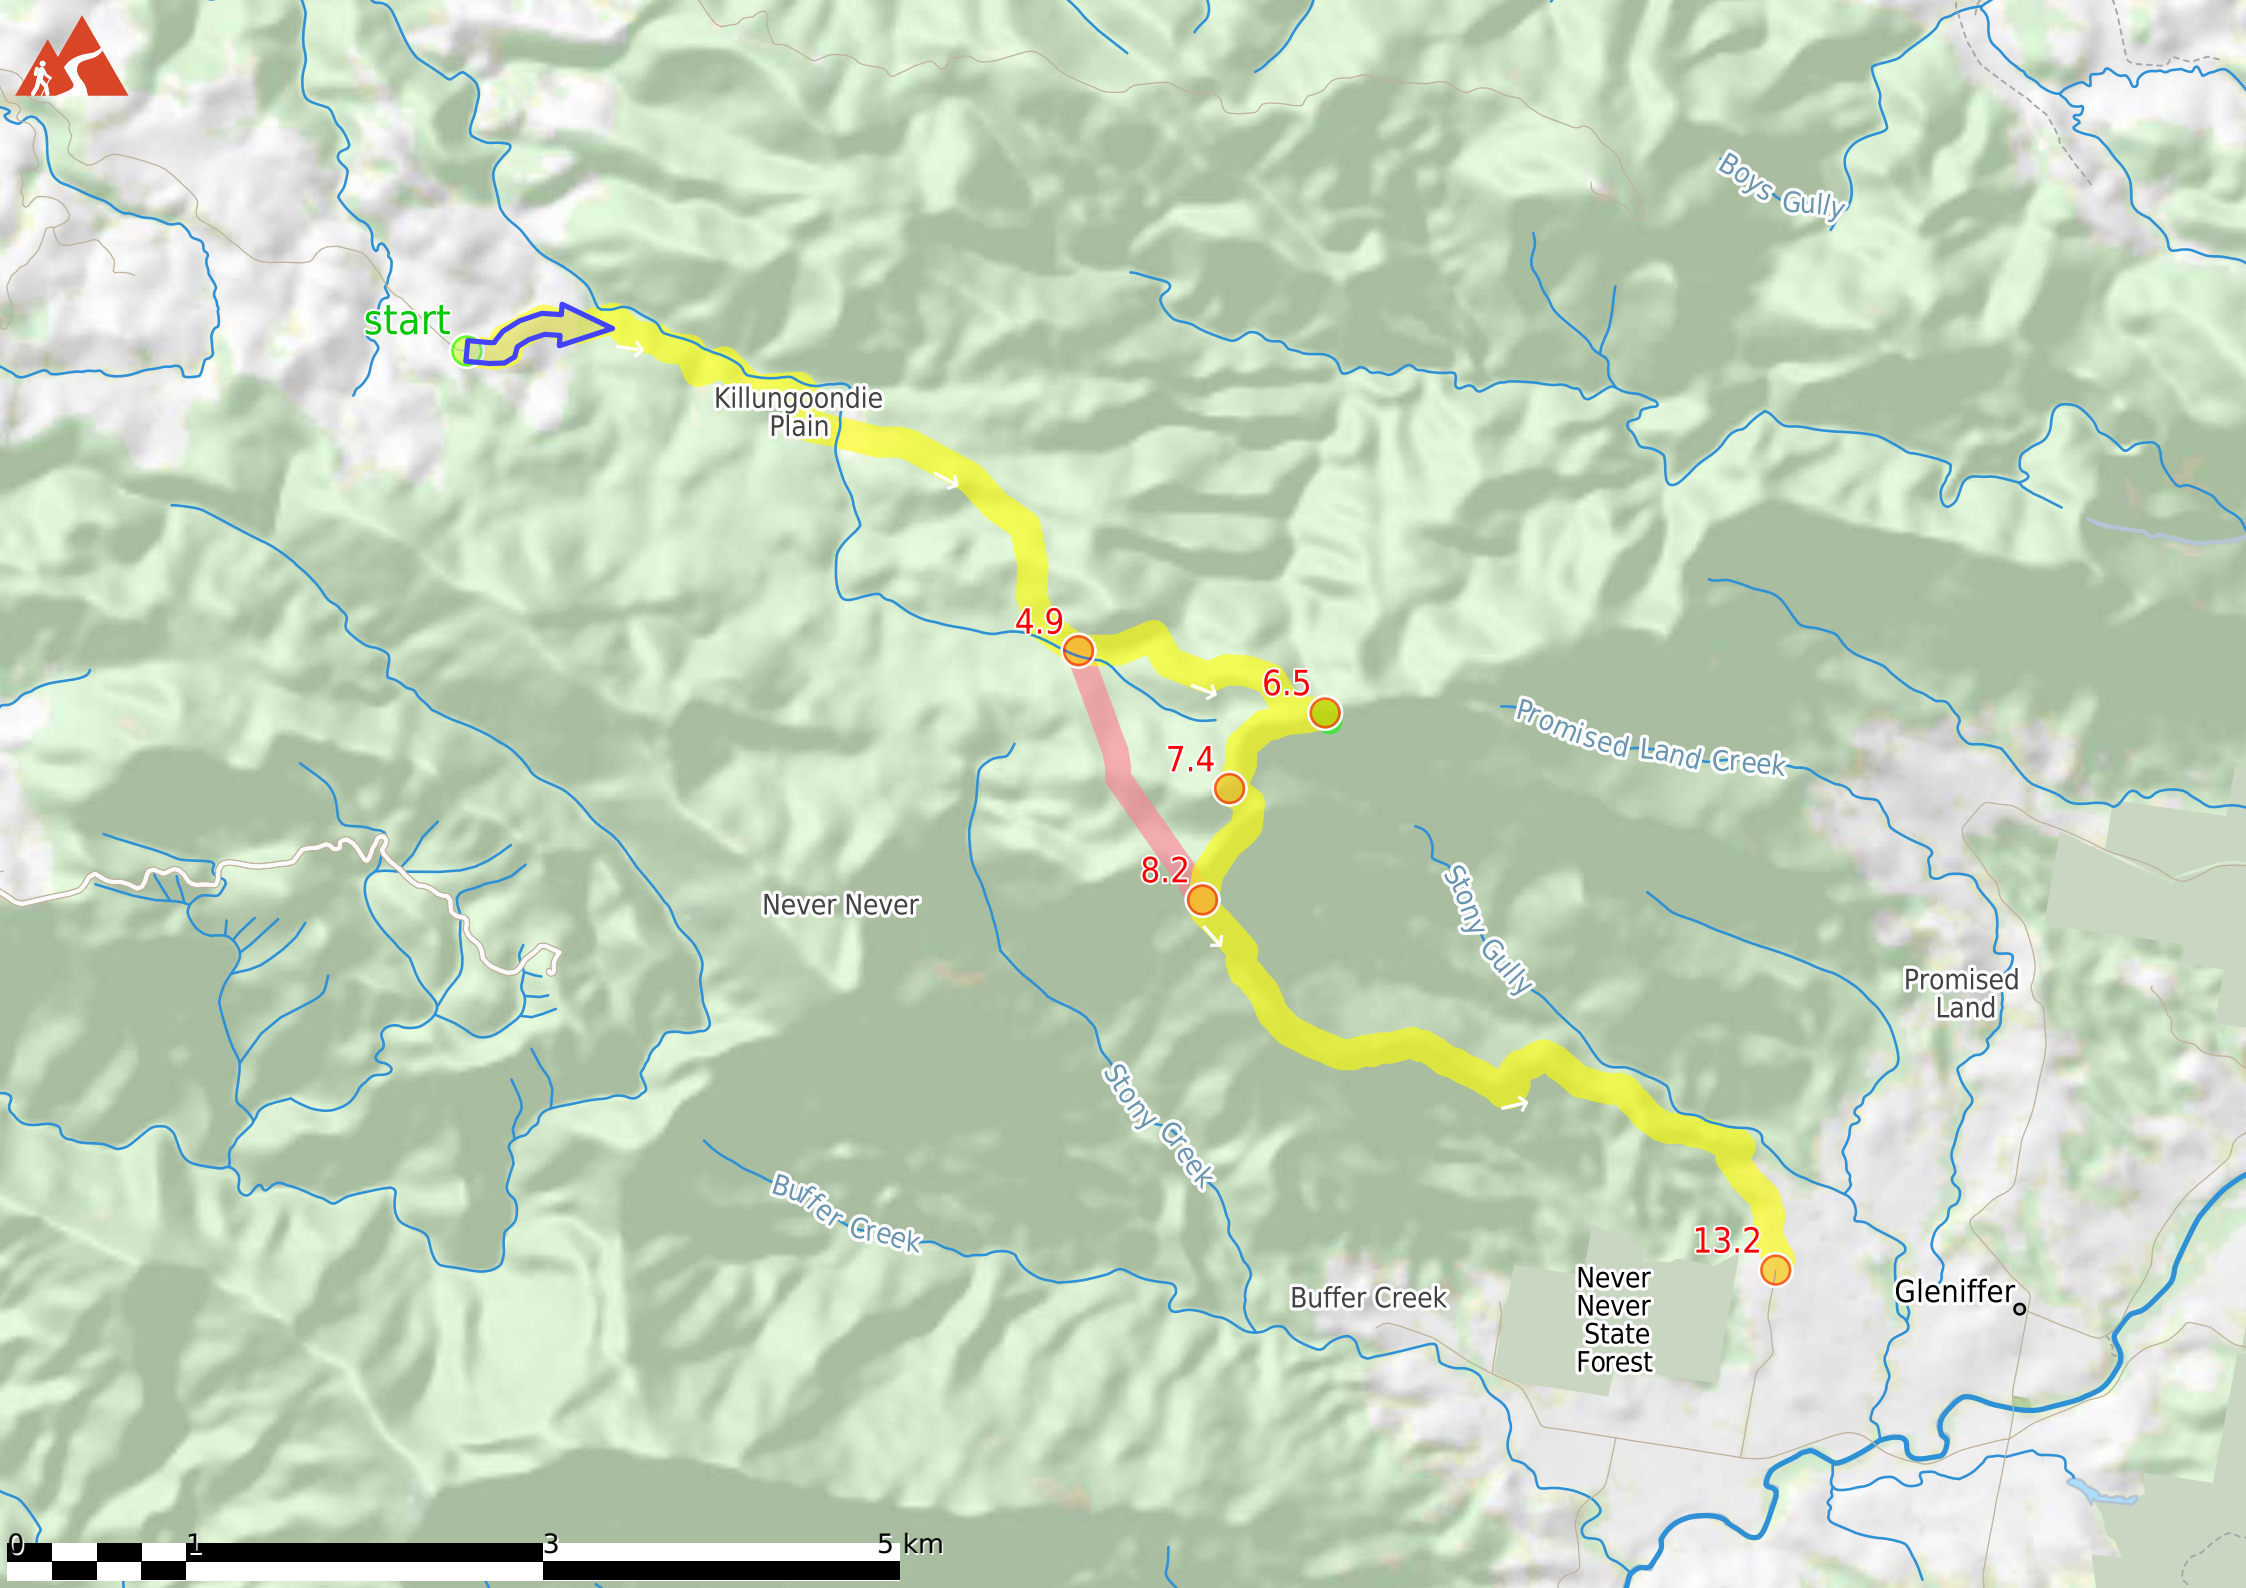 Boys Gully
start
Killungoondie
Plain
4.9
6.5
Promised Land Creek
7.4
8.2
Stony Gully
Never Never
Promised
Land
Stony Creek
Buffer Creek
13.2
Never
Never
State
Forest
Buffer Creek
Gleniffer
0 1 3 5 km